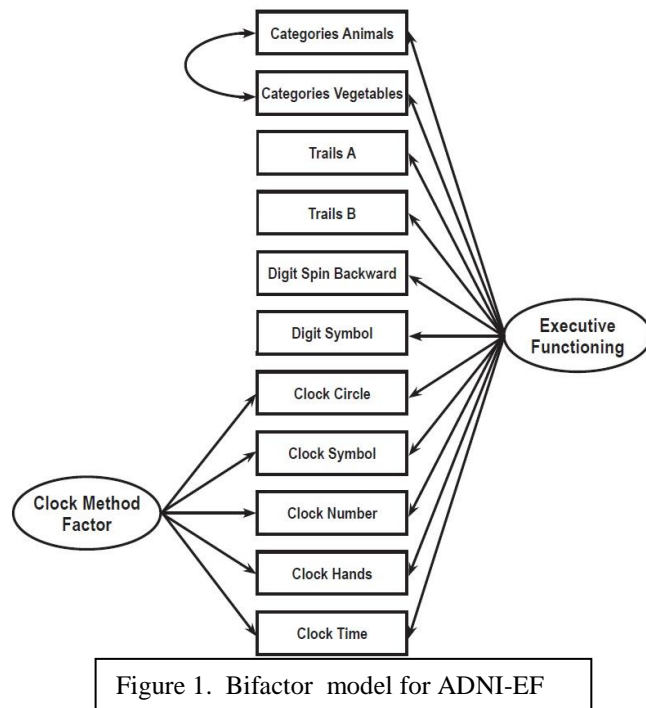 Categories Animals
Categories Vegetables
Trails A
Trails B
Digit Spin Backward
Digit Symbol
Executive
Functioning
Clock Circle
Clock Symbol
Clock Method
Factor
Clock Number
Clock Hands
Clock Time
Figure 1. Bifactor model for ADNI-EF